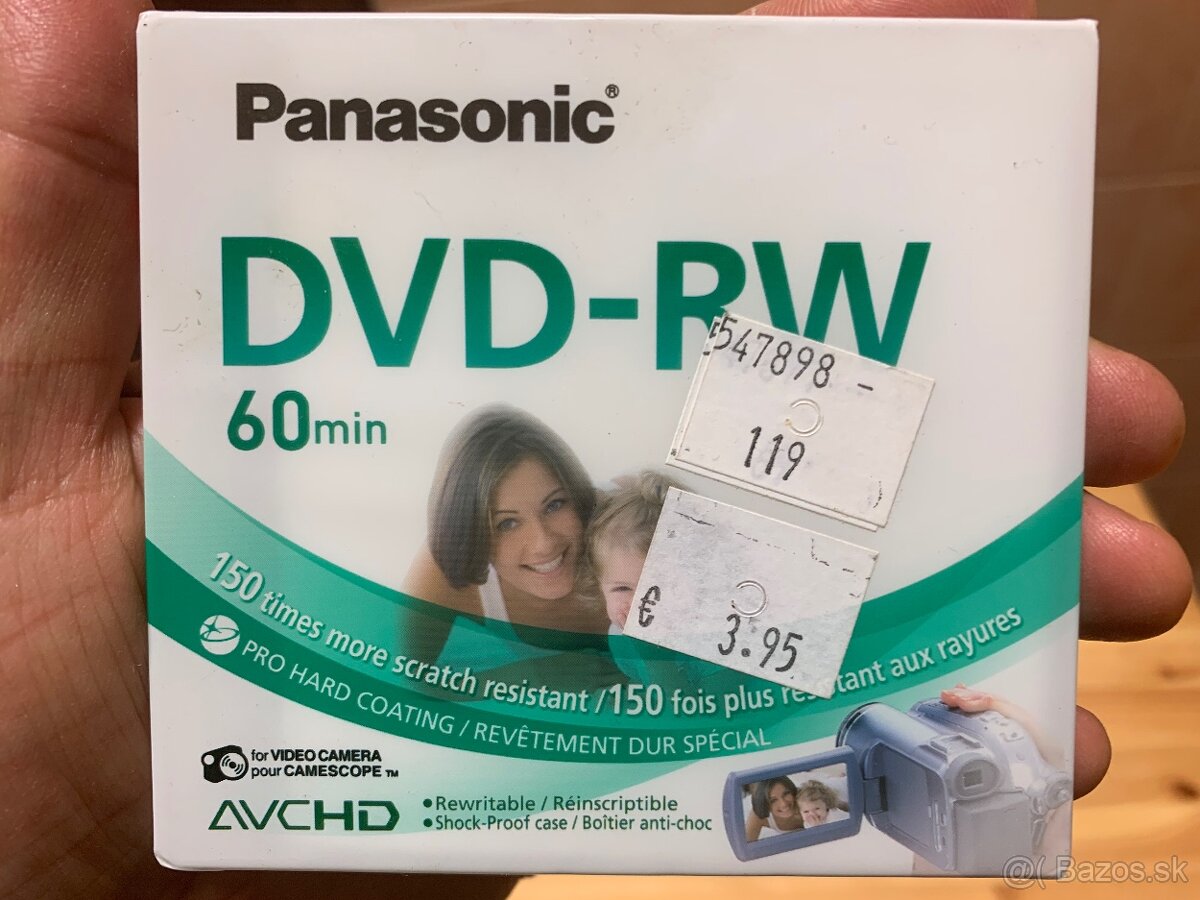 Panasonic®
DVD-RW
60min
547898 -
119
€ 3.95
150 times more scratch resistant / 150 fois plus rés tant aux rayures
PRO HARD COATING / REVÊTEMENT DUR SPÉCIAL
for VIDEO CAMERA
pour CAMESCOPE ™
AVCHD
•Rewritable / Réinscriptible
•Shock-Proof case / Boîtier anti-choc
@( Bazos.sk